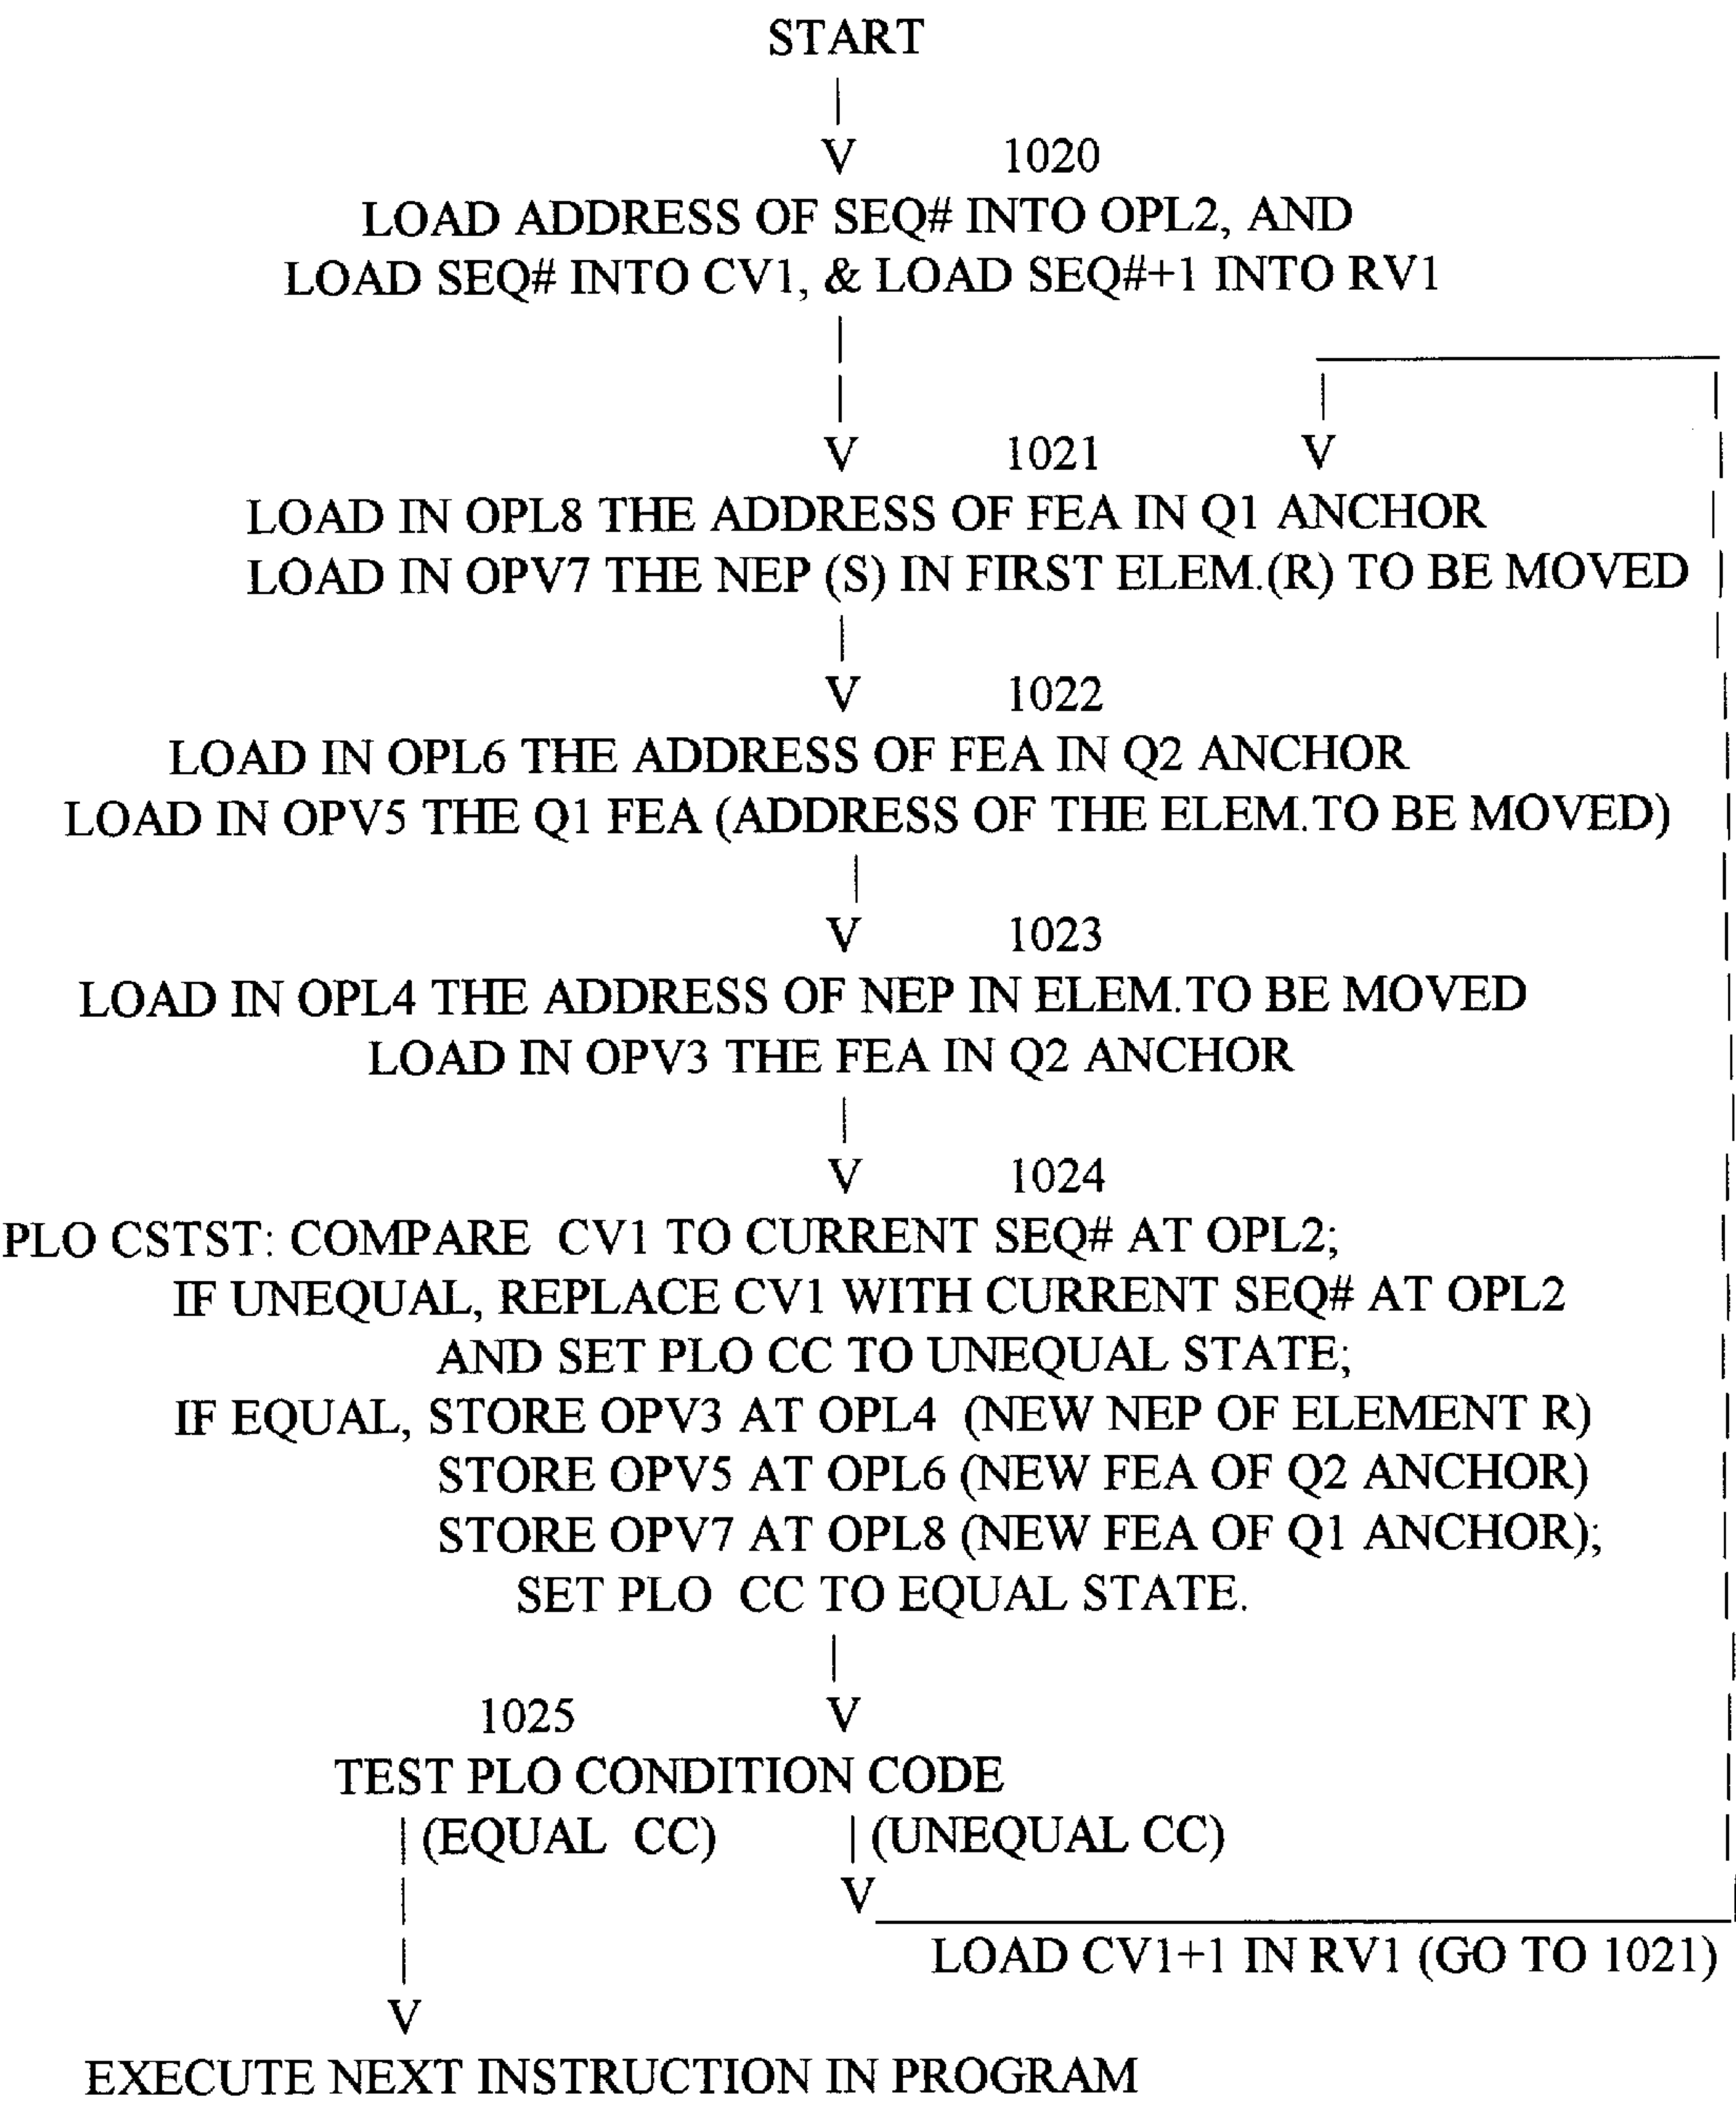 START
V 1020
LOAD ADDRESS OF SEQ# INTO OPL2, AND
LOAD SEQ# INTO CV1, & LOAD SEQ#+1 INTO RV1
V 1021 V
LOAD IN OPL8 THE ADDRESS OF FEA IN Q1 ANCHOR
LOAD IN OPV7 THE NEP (S) IN FIRST ELEM.(R) TO BE MOVED
V 1022
LOAD IN OPL6 THE ADDRESS OF FEA IN Q2 ANCHOR
LOAD IN OPV5 THE Q1 FEA (ADDRESS OF THE ELEM.TO BE MOVED)
V 1023
LOAD IN OPL4 THE ADDRESS OF NEP IN ELEM.TO BE MOVED
LOAD IN OPV3 THE FEA IN Q2 ANCHOR
V 1024
PLO CSTST: COMPARE CV1 TO CURRENT SEQ# AT OPL2;
IF UNEQUAL, REPLACE CV1 WITH CURRENT SEQ# AT OPL2
AND SET PLO CC TO UNEQUAL STATE;
IF EQUAL, STORE OPV3 AT OPL4 (NEW NEP OF ELEMENT R)
STORE OPV5 AT OPL6 (NEW FEA OF Q2 ANCHOR)
STORE OPV7 AT OPL8 (NEW FEA OF Q1 ANCHOR);
SET PLO CC TO EQUAL STATE.
1025 V
TEST PLO CONDITION CODE
(EQUAL CC) (UNEQUAL CC)
V
LOAD CV1+1 IN RV1 (GO TO 1021)
V
EXECUTE NEXT INSTRUCTION IN PROGRAM